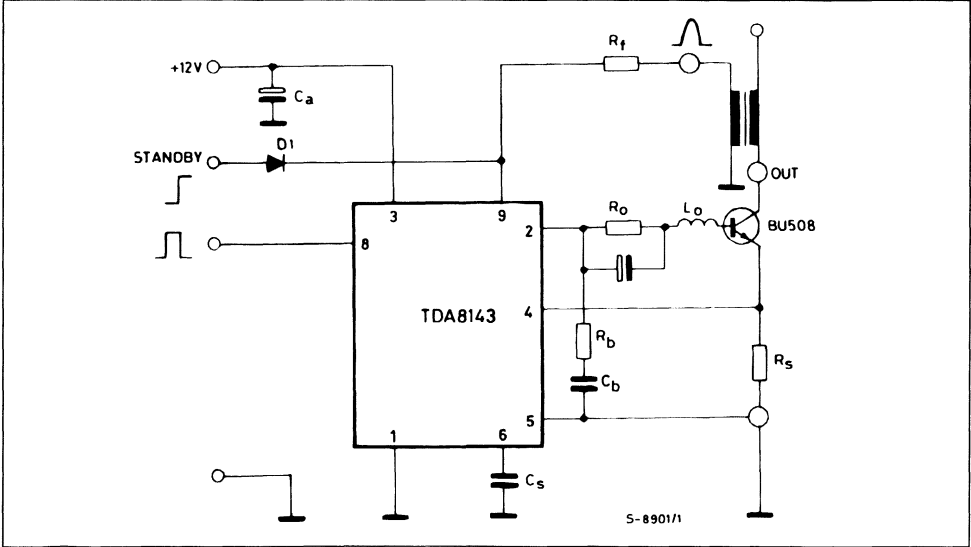 Rf
+12V
Ca
D1
STANDBY
OUT
3
9
2
Ro
Lo
BU508
8
TDA8143
4
Rb
Rs
Cb
5
1
6
Cs
S-8901/1